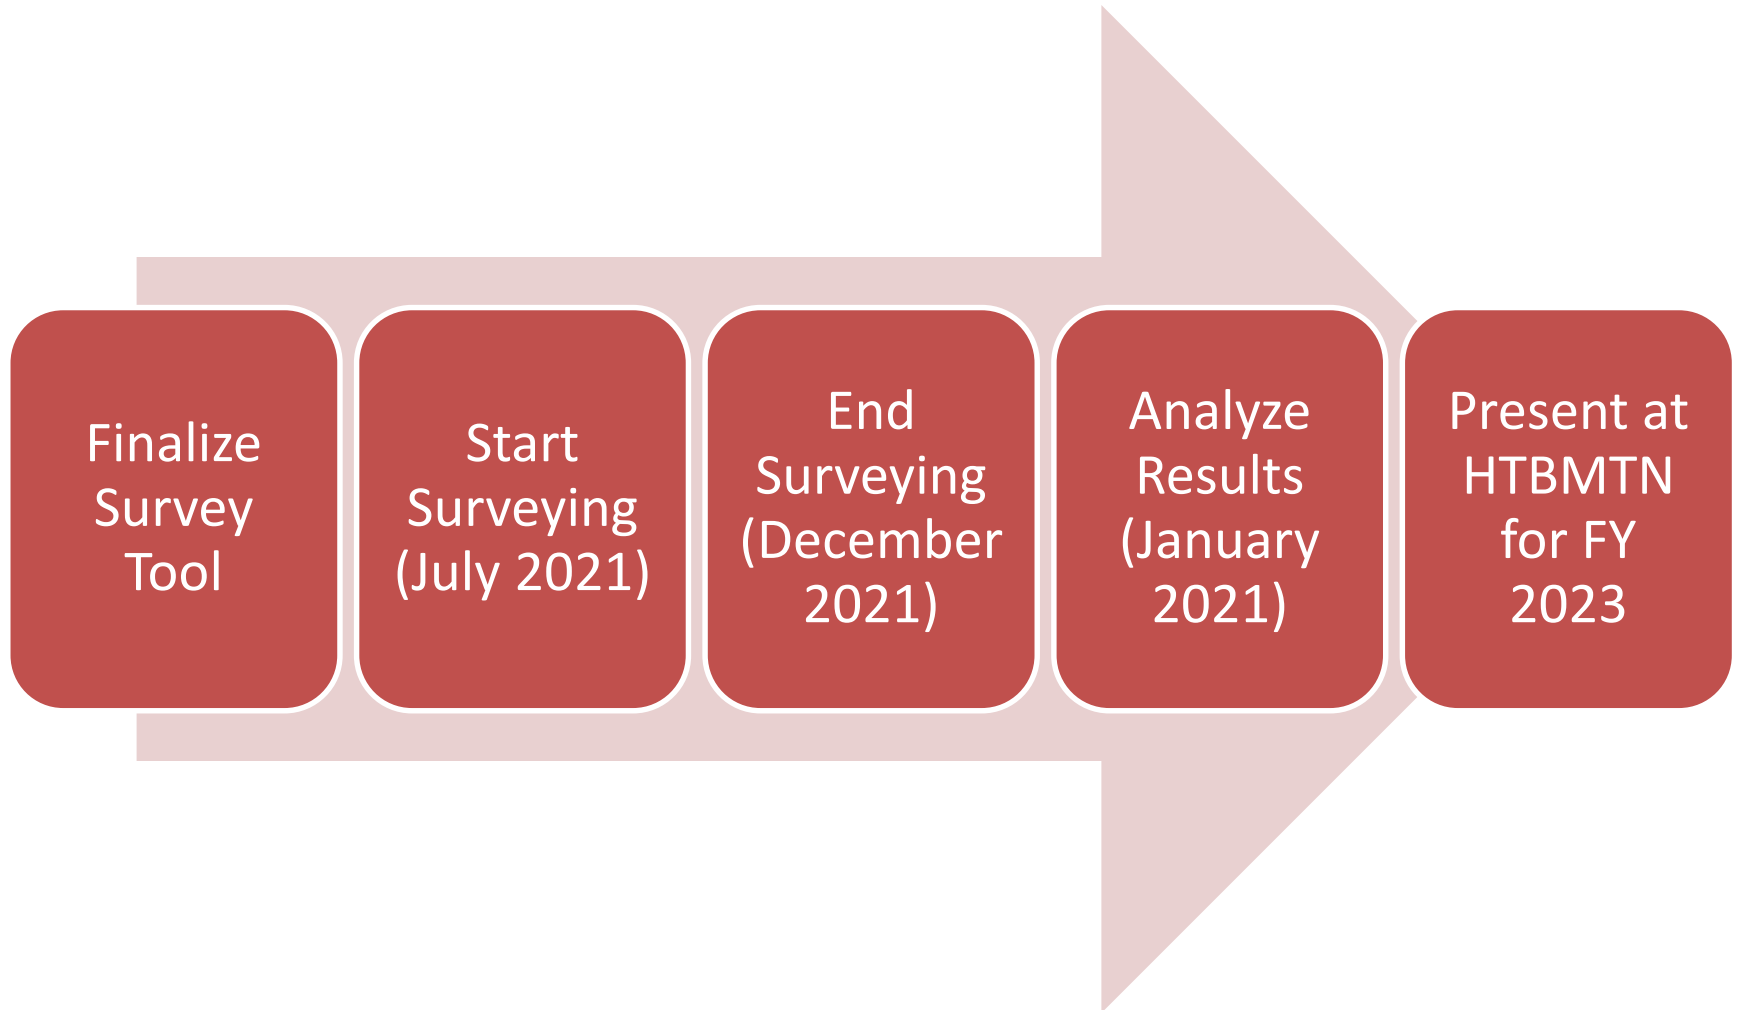 Finalize
Survey
Tool
Start
Surveying
(July 2021)
End
Surveying
(December
2021)
Analyze
Results
(January
2021)
Present at
HTBMTN
for FY
2023